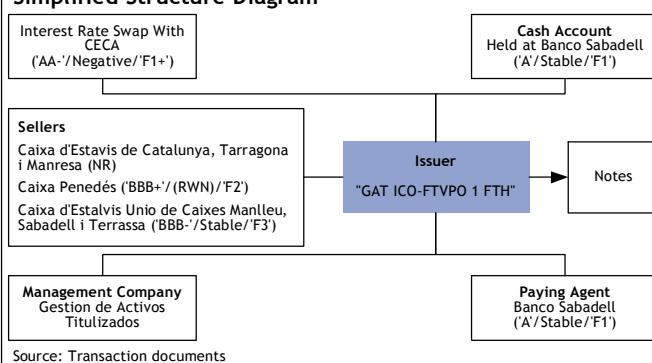 Simplified Structure Diagram
Interest Rate Swap With
CECA
('AA-'/Negative/'F1+')
Cash Account
Held at Banco Sabadell
('A'/Stable/'F1')
Sellers
Caixa d'Estavis de Catalunya, Tarragona
i Manresa (NR)
Caixa Penedés ('BBB+'/(RWN)/'F2')
Caixa d'Estalvis Unio de Caixes Manlleu,
Sabadell i Terrassa ('BBB-'/Stable/'F3')
Issuer
"GAT ICO-FTVPO 1 FTH"
Notes
Management Company
Gestion de Activos
Titulizados
Paying Agent
Banco Sabadell
('A'/Stable/'F1')
Source: Transaction documents